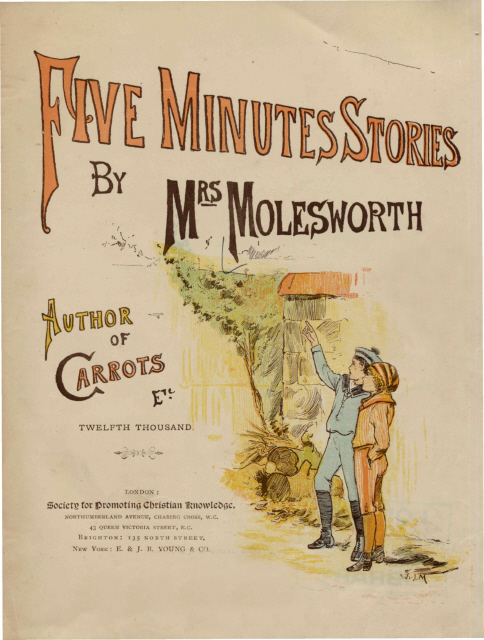 FIVE MINUTES STORIES
BY
MRS MOLESWORTH
AUTHOR
OF
CARROTS
ETC
TWELFTH THOUSAND.
LONDON:
Society for Promoting Christian Knowledge,
NORTHUMBERLAND AVENUE, CHARING CROSS, W.C.
43 QUEEN VICTORIA STREET, E.C.
BRIGHTON: 135 NORTH STREET,
NEW YORK: E. & J. B. YOUNG & CO.